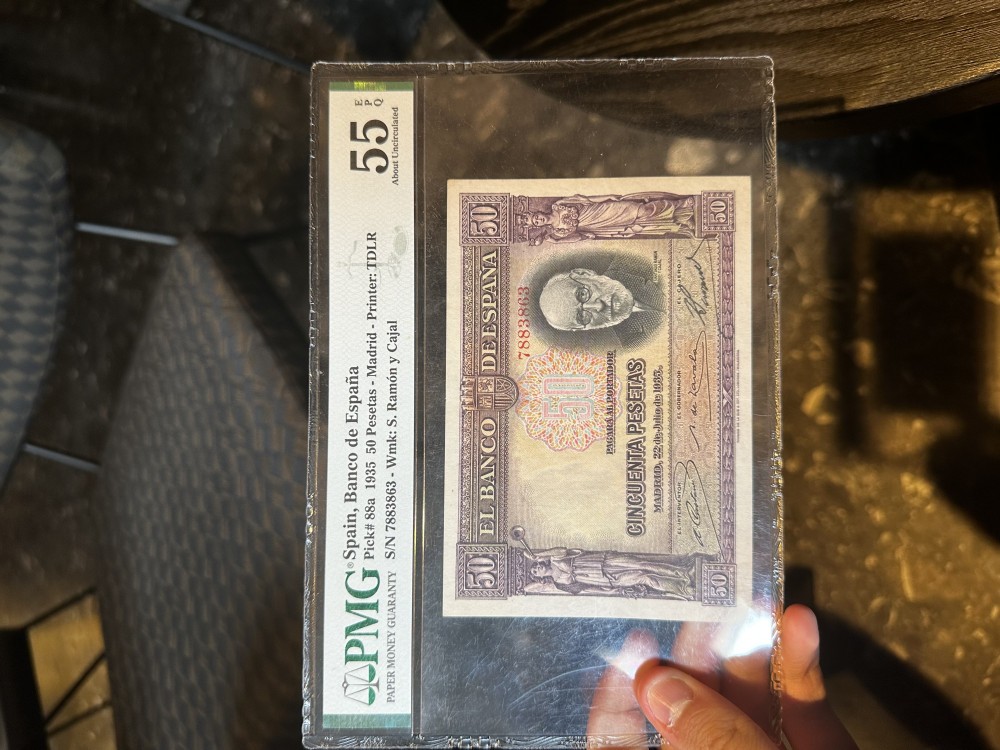 PMG®
PAPER MONEY GUARANTY
Spain, Banco de España
Pick# 88a 1935 50 Pesetas - Madrid - Printer: TDLR
S/N 7883863 - Wmk: S. Ramón y Cajal
55
EPQ
About Uncirculated
50
EL BANCO DE ESPAÑA
50
7883863
50
PAGARÁ AL PORTADOR
CINCUENTA PESETAS
MADRID, 22 de Julio de 1935.
EL INTERVENTOR
EL GOBERNADOR
EL CAJERO
50
50